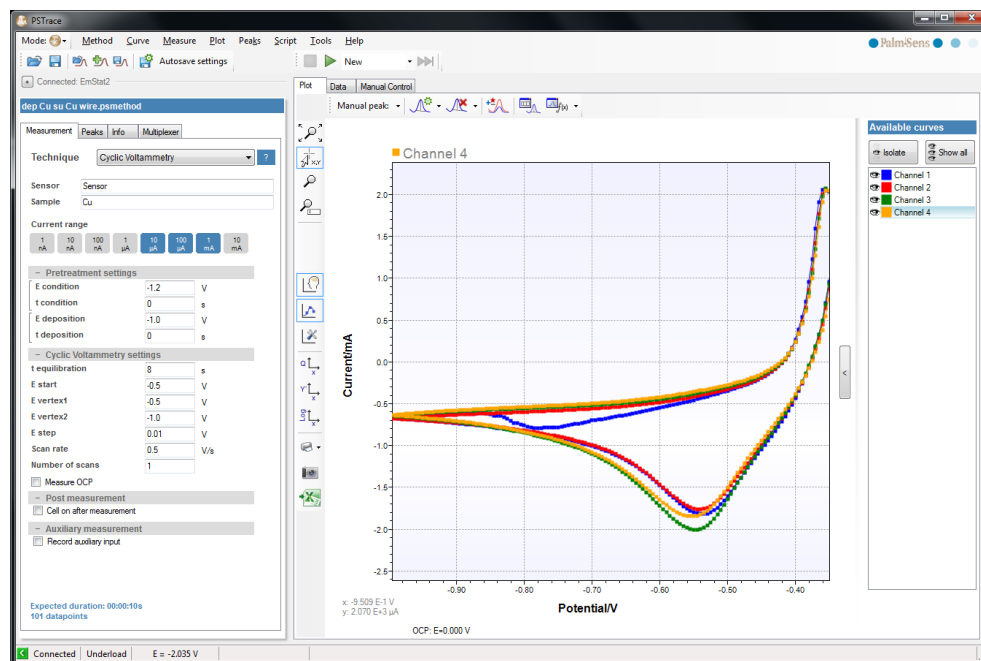 PSTrace
Mode: Method Curve Measure Plot Peaks Script Tools Help
PalmSens
Autosave settings
New
Connected: EmStat2
dep Cu su Cu wire.psmethod
Measurement Peaks Info Multiplexer
Technique Cyclic Voltammetry ?
Sensor Sensor
Sample Cu
Current range
1 nA 10 nA 100 nA 1 µA 10 µA 100 µA 1 mA 10 mA
− Pretreatment settings
E condition -1.2 V
t condition 0 s
E deposition -1.0 V
t deposition 0 s
− Cyclic Voltammetry settings
t equilibration 8 s
E start -0.5 V
E vertex1 -0.5 V
E vertex2 -1.0 V
E step 0.01 V
Scan rate 0.5 V/s
Number of scans 1
Measure OCP
− Post measurement
Cell on after measurement
− Auxiliary measurement
Record auxiliary input
Expected duration: 00:00:10s
101 datapoints
Plot Data Manual Control
Manual peak:
Channel 4
2.0
1.5
1.0
0.5
0.0
-0.5
-1.0
-1.5
-2.0
-2.5
Current/mA
-0.90 -0.80 -0.70 -0.60 -0.50 -0.40
Potential/V
x: -9.509 E-1 V
y: 2.070 E+3 µA
OCP: E=0.000 V
<
Available curves
Isolate Show all
Channel 1
Channel 2
Channel 3
Channel 4
Connected Underload E = -2.035 V